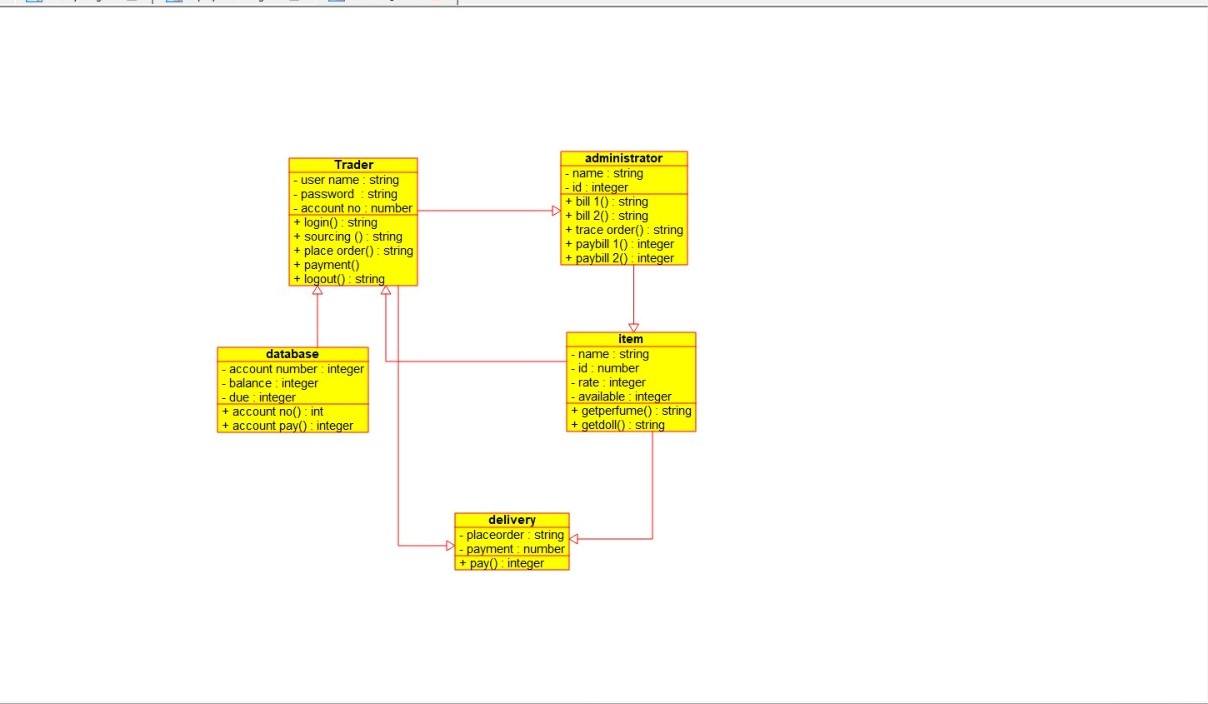 Trader
- user name : string
- password : string
- account no : number
+ login() : string
+ sourcing () : string
+ place order() : string
+ payment()
+ logout() : string
administrator
- name : string
- id : integer
+ bill 1() : string
+ bill 2() : string
+ trace order() : string
+ paybill 1() : integer
+ paybill 2() : integer
database
- account number : integer
- balance : integer
- due : integer
+ account no() : int
+ account pay() : integer
item
- name : string
- id : number
- rate : integer
- available : integer
+ getperfume() : string
+ getdoll() : string
delivery
- placeorder : string
- payment : number
+ pay() : integer